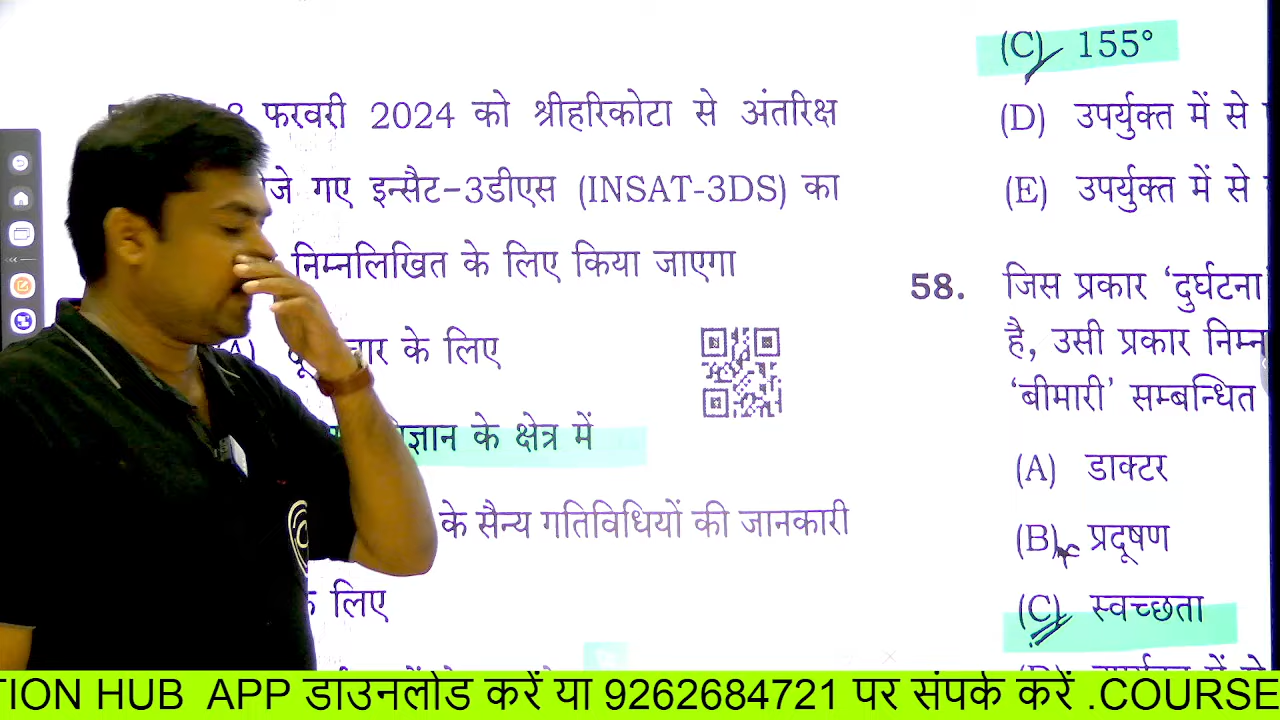 फरवरी 2024 को श्रीहरिकोटा से अंतरिक्ष
गए इन्सैट-3डीएस (INSAT-3DS) का
निम्नलिखित के लिए किया जाएगा
के लिए
के क्षेत्र में
के सैन्य गतिविधियों की जानकारी
लिए
(C) 155°
(D) उपर्युक्त में से
(E) उपर्युक्त में से
58. जिस प्रकार ‘दुर्घटना’
है, उसी प्रकार
‘बीमारी’ सम्बन्धित
(A) डाक्टर
(B) प्रदूषण
(C) स्वच्छता
TION HUB APP डांउनलोड करें या 9262684721 पर संपर्क करें .COURSE